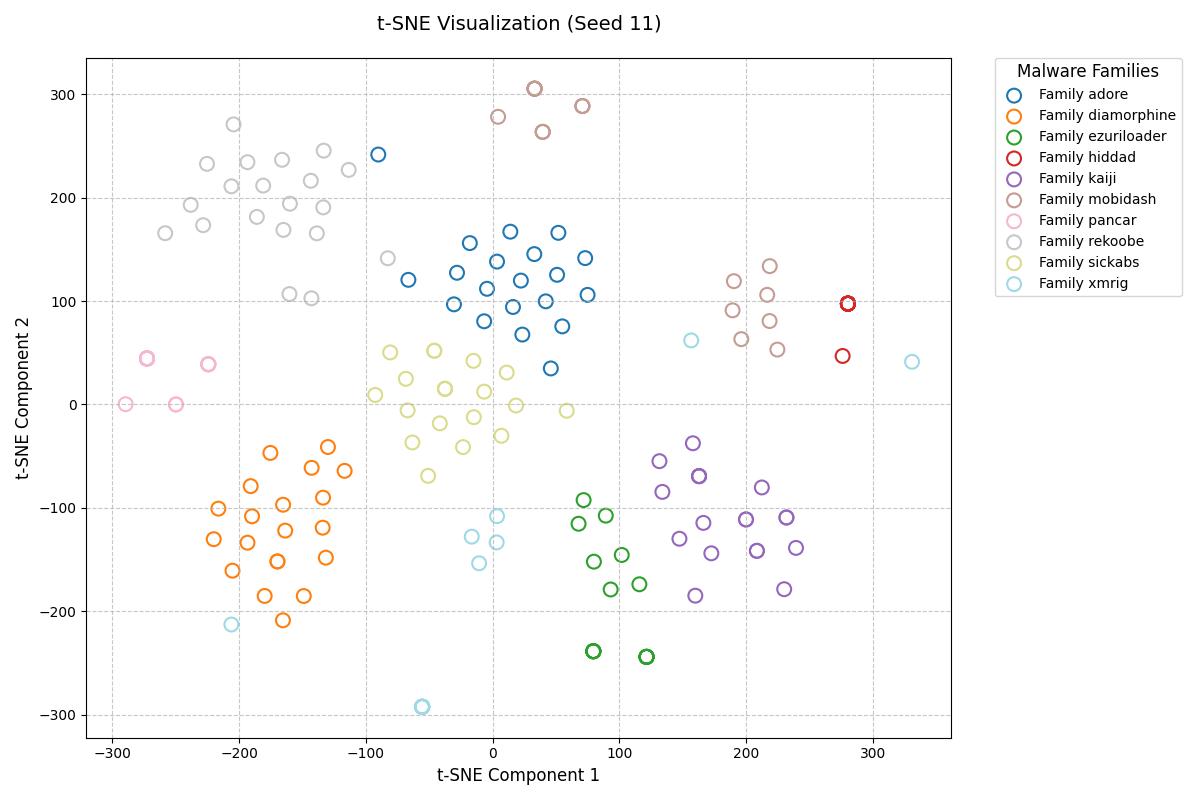 t-SNE Visualization (Seed 11)
Malware Families
Family adore
Family diamorphine
Family ezuriloader
Family hiddad
Family kaiji
Family mobidash
Family pancar
Family rekoobe
Family sickabs
Family xmrig
t-SNE Component 2
300
200
100
0
−100
−200
−300
−300
−200
−100
0
100
200
300
t-SNE Component 1